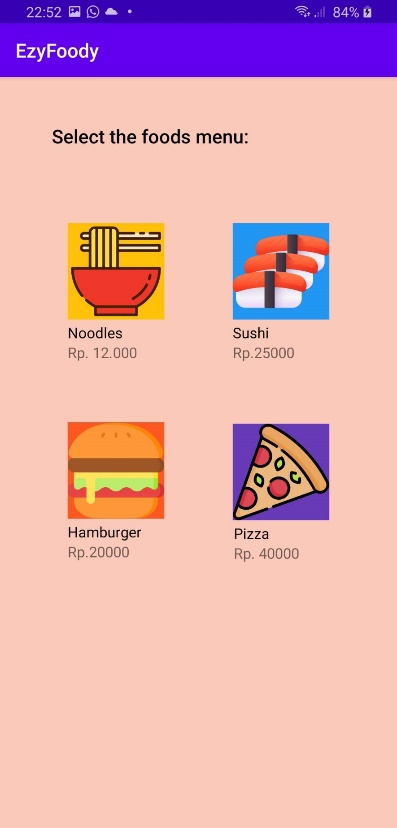 22:52 84%
EzyFoody
Select the foods menu:
Noodles
Rp. 12.000
Sushi
Rp.25000
Hamburger
Rp.20000
Pizza
Rp. 40000